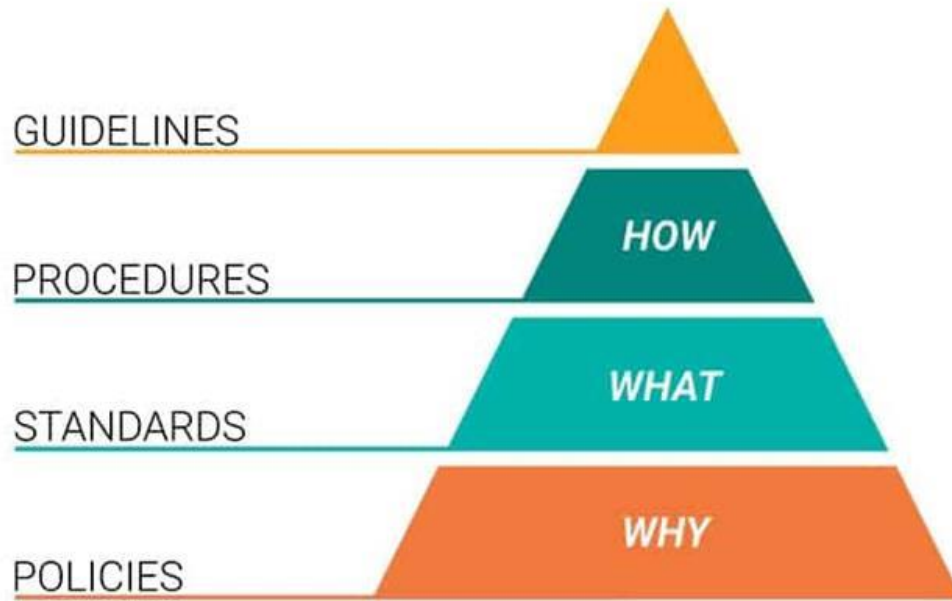 GUIDELINES
PROCEDURES
HOW
STANDARDS
WHAT
POLICIES
WHY